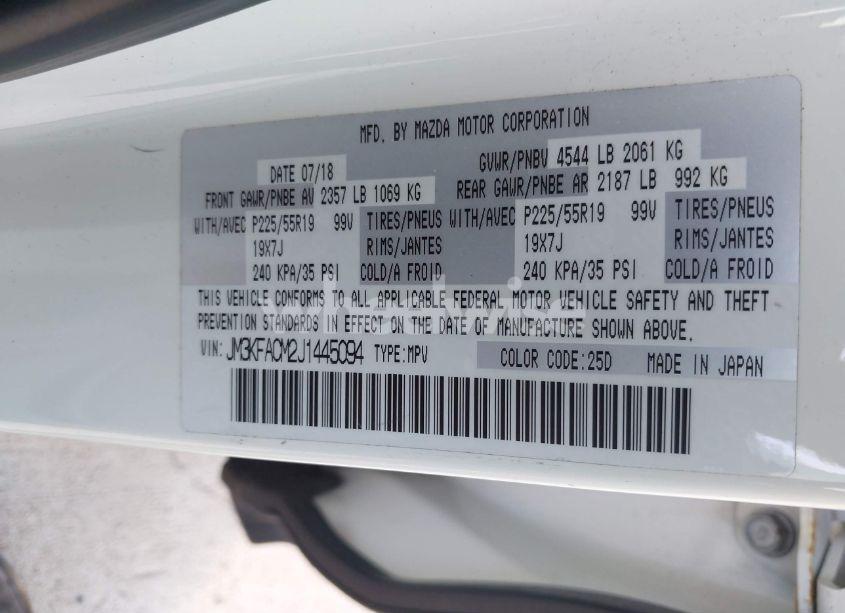 MFD. BY MAZDA MOTOR CORPORATION
DATE 07/18 GVWR/PNBV 4544 LB 2061 KG
FRONT GAWR/PNBE AV 2357 LB 1069 KG REAR GAWR/PNBE AR 2187 LB 992 KG
WITH/AVEC P225/55R19 99V TIRES/PNEUS WITH/AVEC P225/55R19 99V TIRES/PNEUS
19X7J RIMS/JANTES 19X7J RIMS/JANTES
240 KPA/35 PSI COLD/A FROID 240 KPA/35 PSI COLD/A FROID
THIS VEHICLE CONFORMS TO ALL APPLICABLE FEDERAL MOTOR VEHICLE SAFETY AND THEFT
PREVENTION STANDARDS IN EFFECT ON THE DATE OF MANUFACTURE SHOWN ABOVE.
VIN: JM3KFACM2J1445094 TYPE:MPV COLOR CODE:25D MADE IN JAPAN